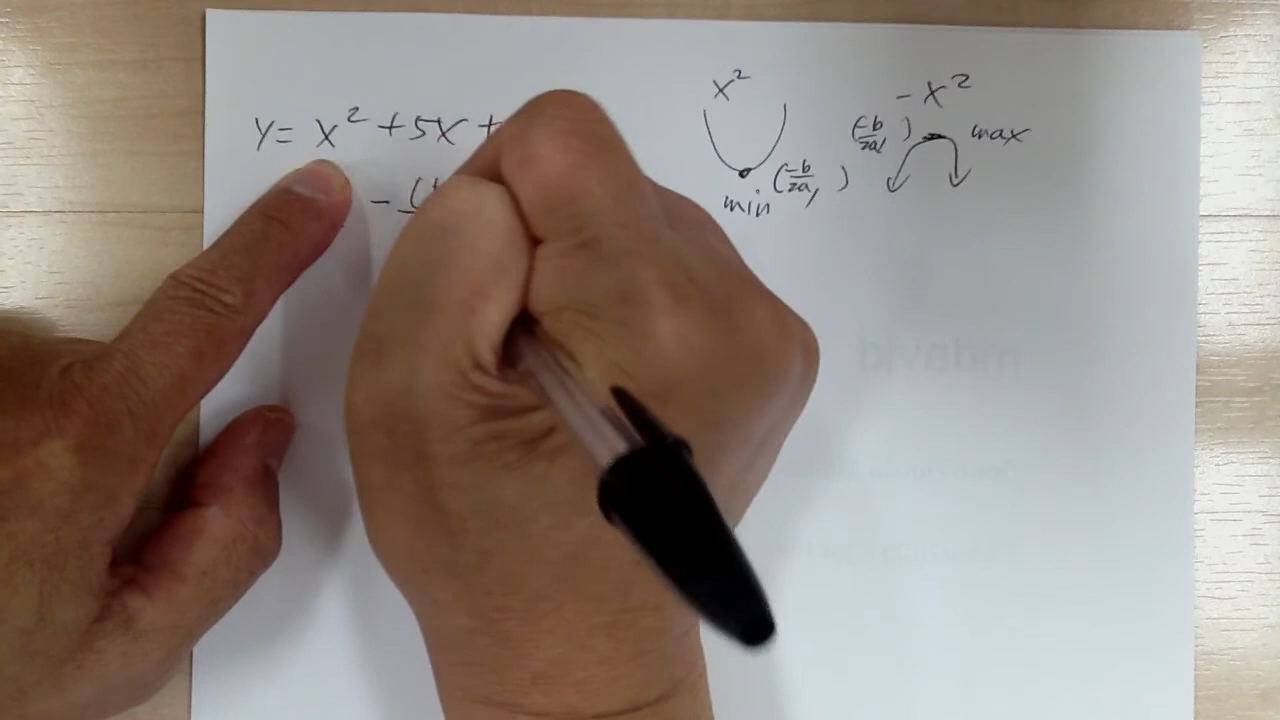 y = x² + 5x +
- (
x²
(-b/2a, )
min
- x²
(-b/2a, )
max